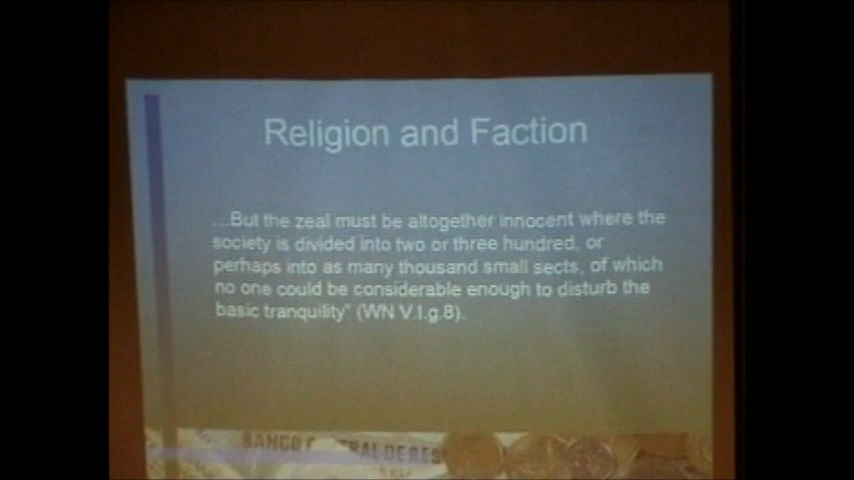 Religion and Faction
...But the zeal must be altogether innocent where the
society is divided into two or three hundred, or
perhaps into as many thousand small sects, of which
no one could be considerable enough to disturb the
basic tranquility" (WN V.I.g.8).
BANCO